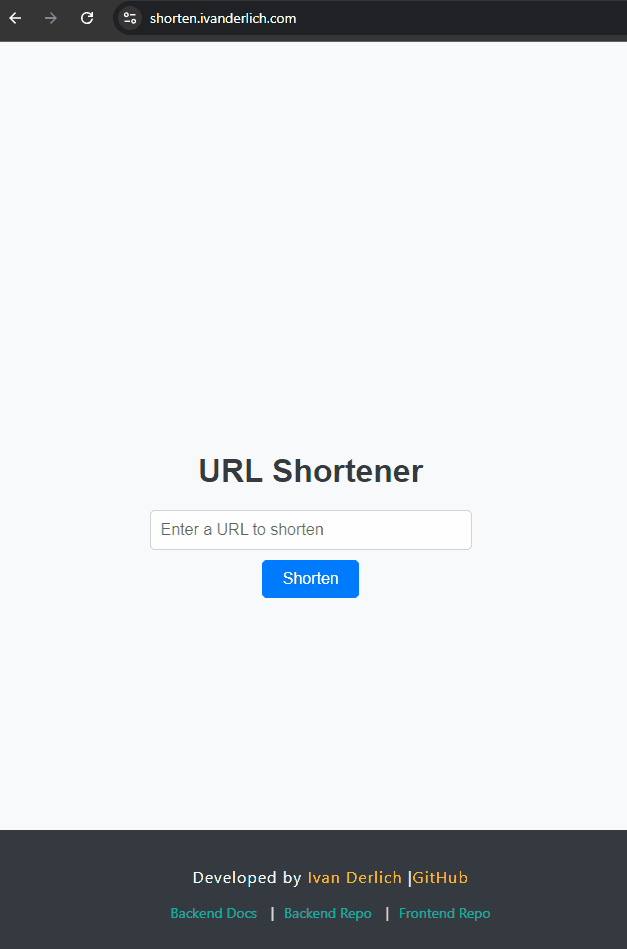 shorten.ivanderlich.com
URL Shortener
Enter a URL to shorten
Shorten
Developed by Ivan Derlich |GitHub
Backend Docs | Backend Repo | Frontend Repo